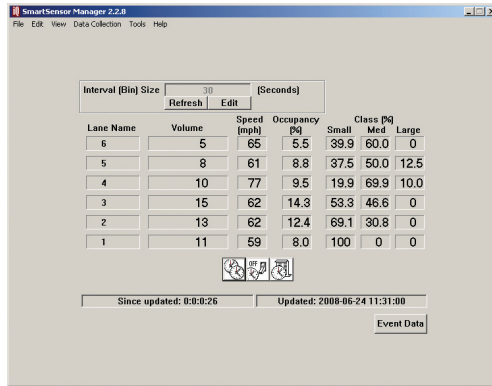 SmartSensor Manager 2.2.8
File Edit View Data Collection Tools Help
Interval (Bin) Size 30 (Seconds)
Refresh Edit
Lane Name Volume Speed (mph) Occupancy (%) Class (%) Small Med Large
6 5 65 5.5 39.9 60.0 0
5 8 61 8.8 37.5 50.0 12.5
4 10 77 9.5 19.9 69.9 10.0
3 15 62 14.3 53.3 46.6 0
2 13 62 12.4 69.1 30.8 0
1 11 59 8.0 100 0 0
OFF
Since updated: 0:0:0:26 Updated: 2008-06-24 11:31:00
Event Data